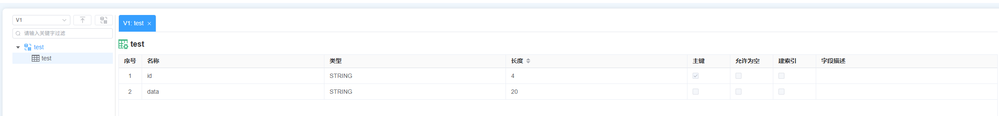 V1
V1: test
请输入关键字过滤
test
test
test
序号 名称 类型 长度 主键 允许为空 建索引 字段描述
1 id STRING 4
2 data STRING 20